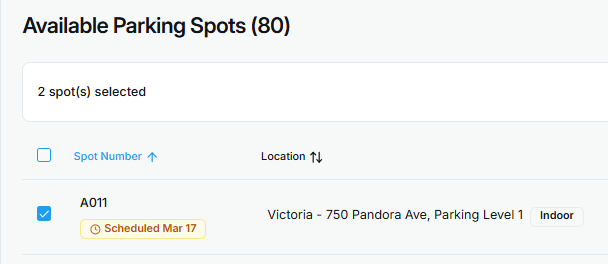 Available Parking Spots (80)
2 spot(s) selected
Spot Number Location
A011
Scheduled Mar 17
Victoria - 750 Pandora Ave, Parking Level 1 Indoor